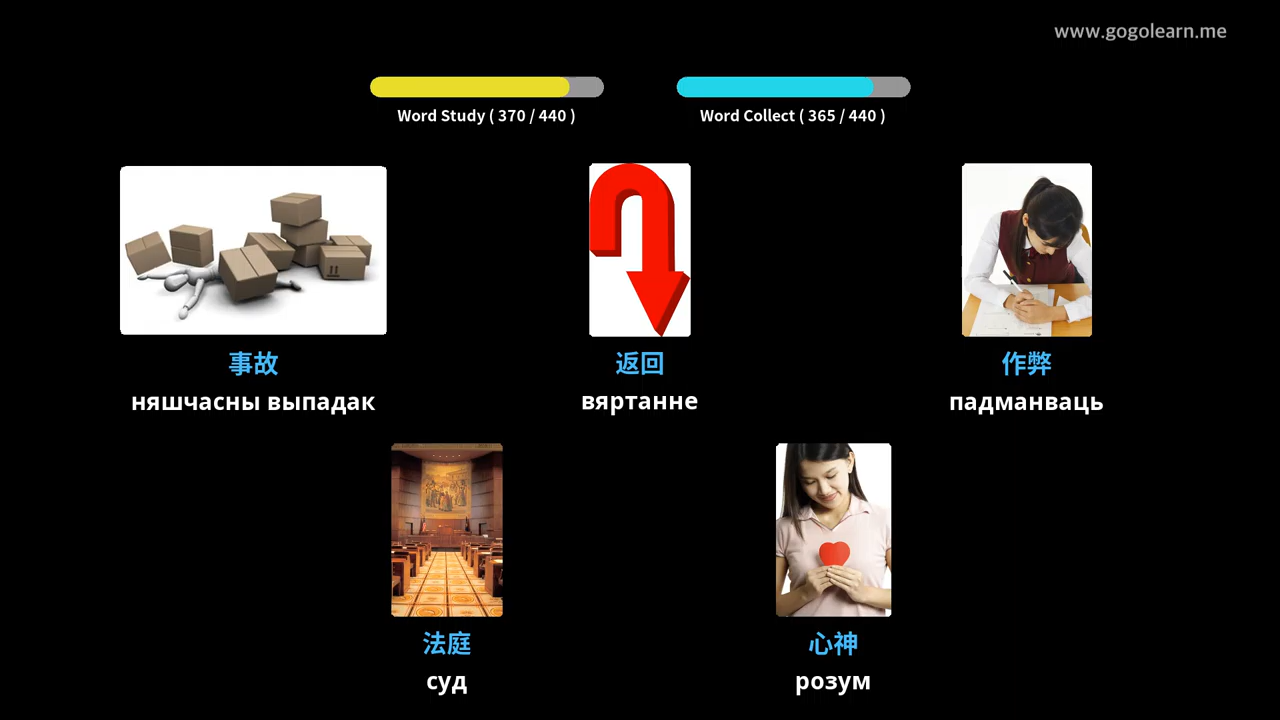 www.gogolearn.me
Word Study ( 370 / 440 )
Word Collect ( 365 / 440 )
事故
няшчасны выпадак
返回
вяртанне
作弊
падманваць
法庭
суд
心神
розум